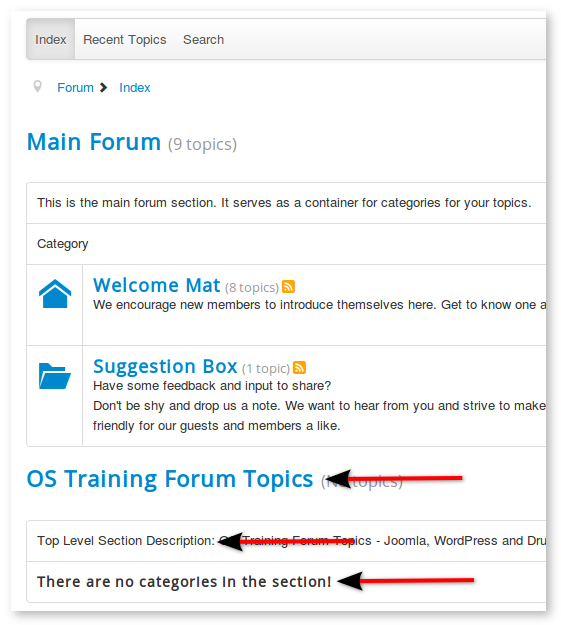 Index Recent Topics Search
Forum Index
Main Forum (9 topics)
This is the main forum section. It serves as a container for categories for your topics.
Category
Welcome Mat (8 topics)
We encourage new members to introduce themselves here. Get to know one a
Suggestion Box (1 topic)
Have some feedback and input to share?
Don't be shy and drop us a note. We want to hear from you and strive to make
friendly for our guests and members a like.
OS Training Forum Topics (No topics)
Top Level Section Description: OS Training Forum Topics - Joomla, WordPress and Dru
There are no categories in the section!